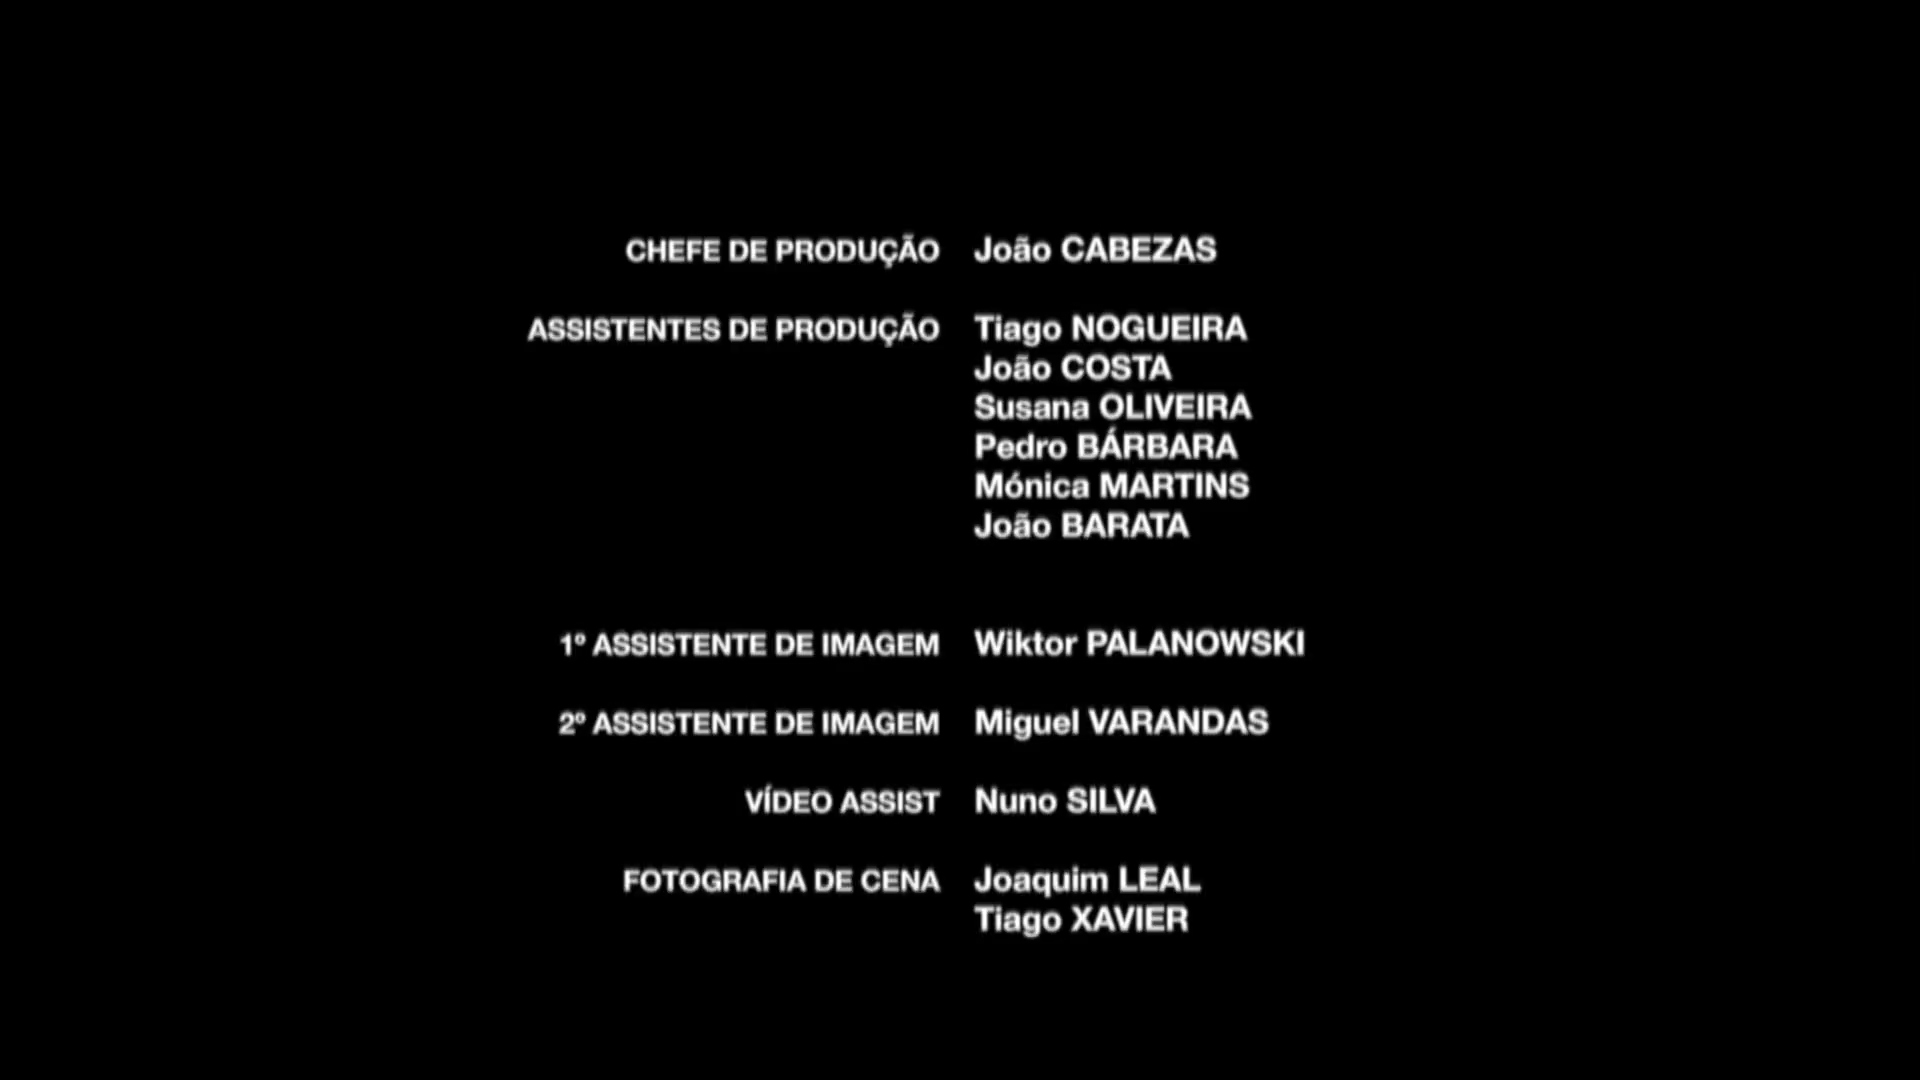 CHEFE DE PRODUÇÃO João CABEZAS
ASSISTENTES DE PRODUÇÃO Tiago NOGUEIRA
João COSTA
Susana OLIVEIRA
Pedro BÁRBARA
Mónica MARTINS
João BARATA
1º ASSISTENTE DE IMAGEM Wiktor PALANOWSKI
2º ASSISTENTE DE IMAGEM Miguel VARANDAS
VÍDEO ASSIST Nuno SILVA
FOTOGRAFIA DE CENA Joaquim LEAL
Tiago XAVIER